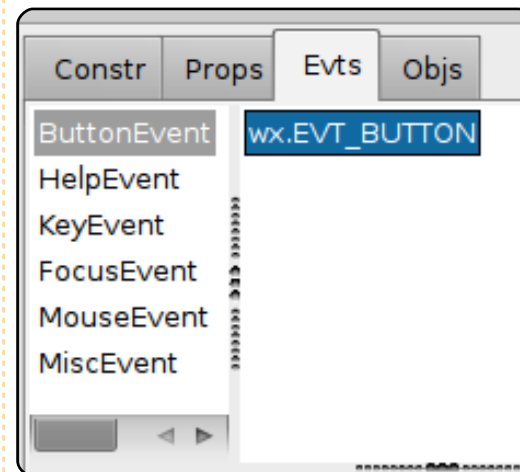 Constr Props Evts Objs
ButtonEvent wx.EVT_BUTTON
HelpEvent
KeyEvent
FocusEvent
MouseEvent
MiscEvent